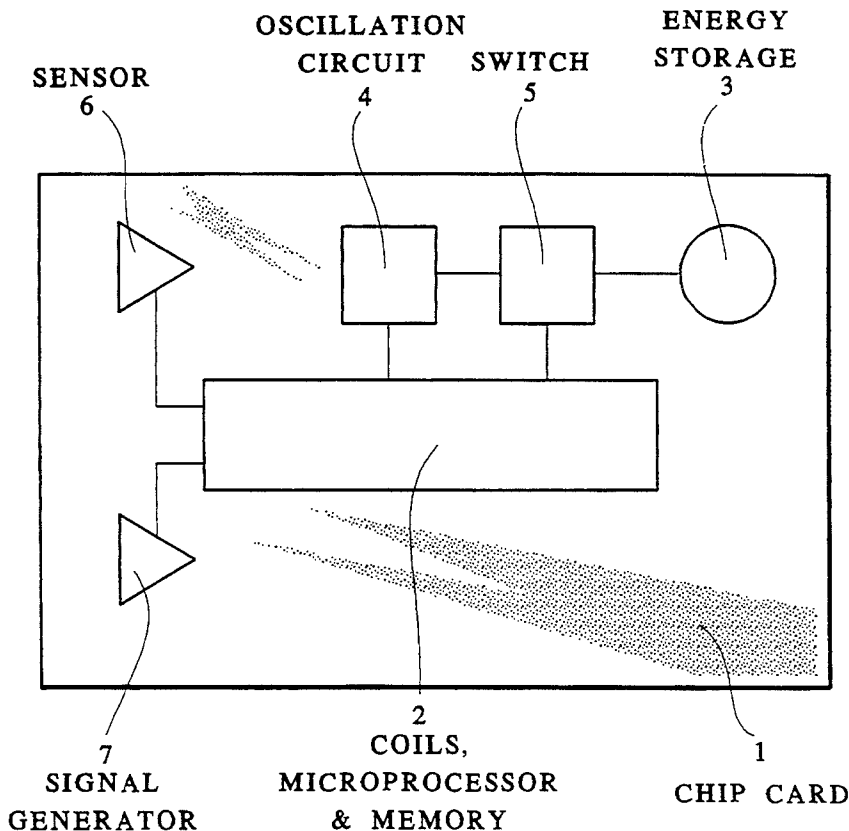 OSCILLATION
CIRCUIT
4
SWITCH
5
ENERGY
STORAGE
3
SENSOR
6
7
SIGNAL
GENERATOR
2
COILS,
MICROPROCESSOR
& MEMORY
1
CHIP CARD